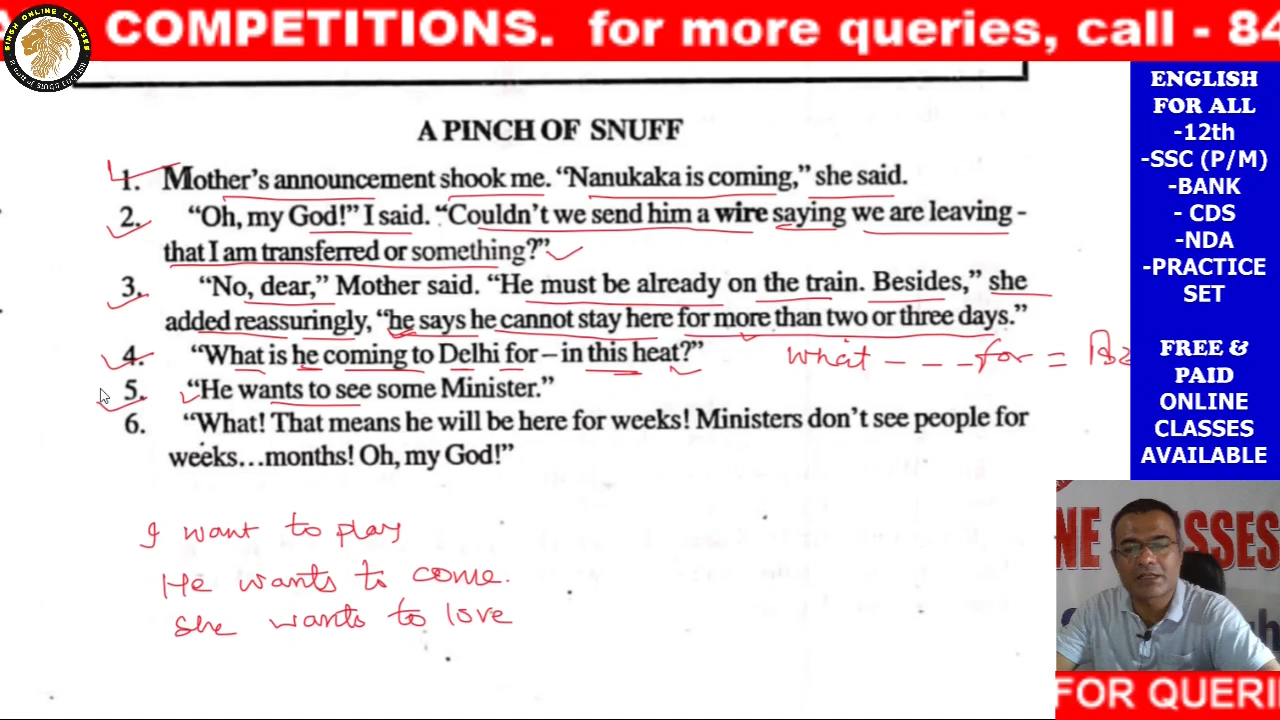 COMPETITIONS. for more queries, call - 84
SINGH ONLINE CLASSES
ENGLISH
FOR ALL
-12th
-SSC (P/M)
-BANK
- CDS
-NDA
-PRACTICE
SET
FREE &
PAID
ONLINE
CLASSES
AVAILABLE
A PINCH OF SNUFF
1. Mother's announcement shook me. "Nanukaka is coming," she said.
2. "Oh, my God!" I said. "Couldn't we send him a wire saying we are leaving -
that I am transferred or something?"
3. "No, dear," Mother said. "He must be already on the train. Besides," she
added reassuringly, "he says he cannot stay here for more than two or three days."
4. "What is he coming to Delhi for – in this heat?"
what - - - for =
5. "He wants to see some Minister."
6. "What! That means he will be here for weeks! Ministers don't see people for
weeks...months! Oh, my God!"
I want to play
He wants to come.
She wants to love
NE CLASSES
FOR QUERI